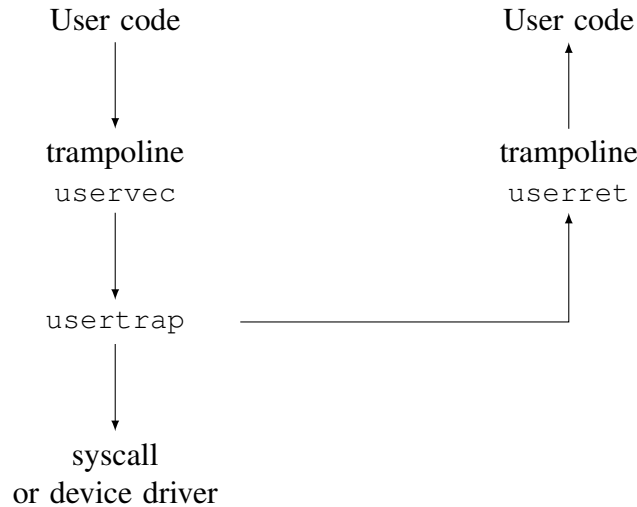 User code
User code
trampoline
uservec
trampoline
userret
usertrap
syscall
or device driver